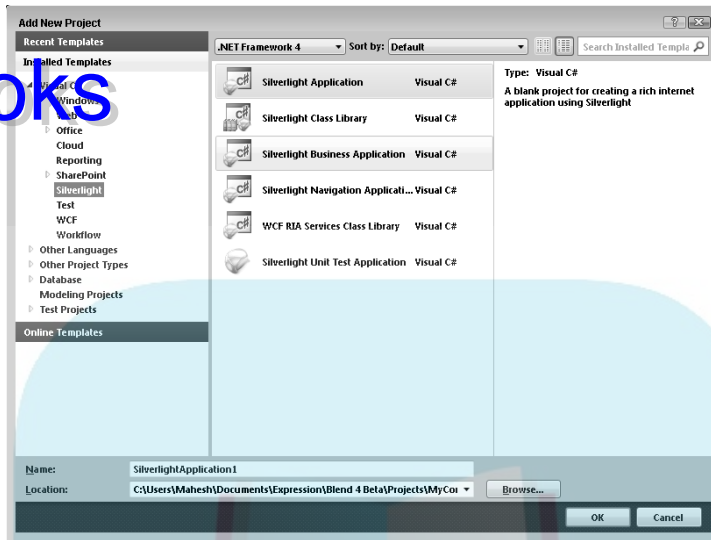 Add New Project
Recent Templates
Installed Templates
oks
Windows
Web
Office
Cloud
Reporting
SharePoint
Silverlight
Test
WCF
Workflow
Other Languages
Other Project Types
Database
Modeling Projects
Test Projects
Online Templates
.NET Framework 4
Sort by: Default
Search Installed Templa
Silverlight Application Visual C#
Silverlight Class Library Visual C#
Silverlight Business Application Visual C#
Silverlight Navigation Applicati... Visual C#
WCF RIA Services Class Library Visual C#
Silverlight Unit Test Application Visual C#
Type: Visual C#
A blank project for creating a rich internet
application using Silverlight
Name: SilverlightApplication1
Location: C:\Users\Mahesh\Documents\Expression\Blend 4 Beta\Projects\MyCor
Browse...
OK Cancel